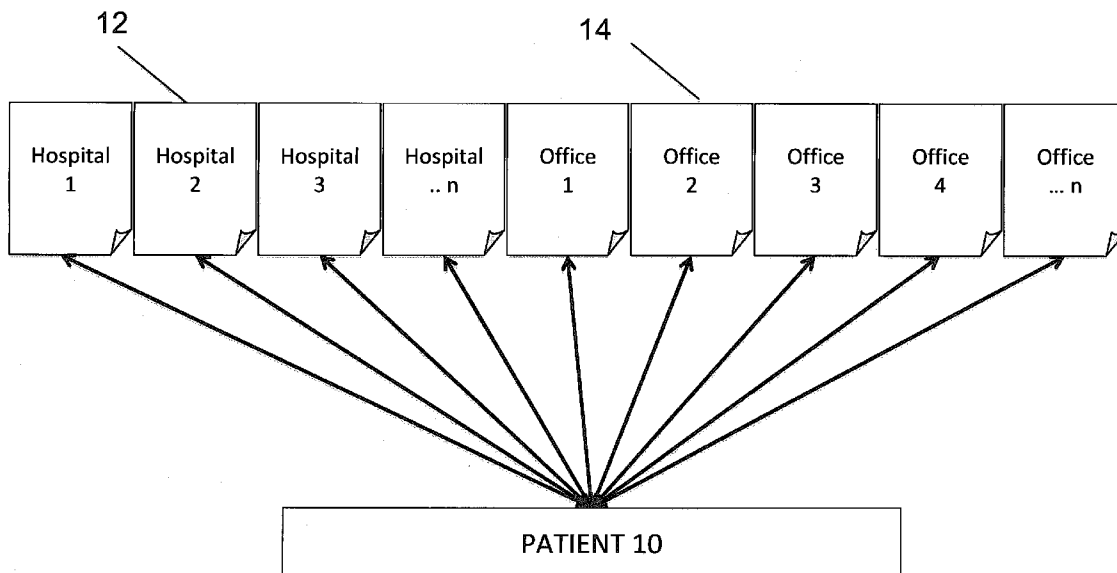 12
14
Hospital
1
Hospital
2
Hospital
3
Hospital
.. n
Office
1
Office
2
Office
3
Office
4
Office
... n
PATIENT 10